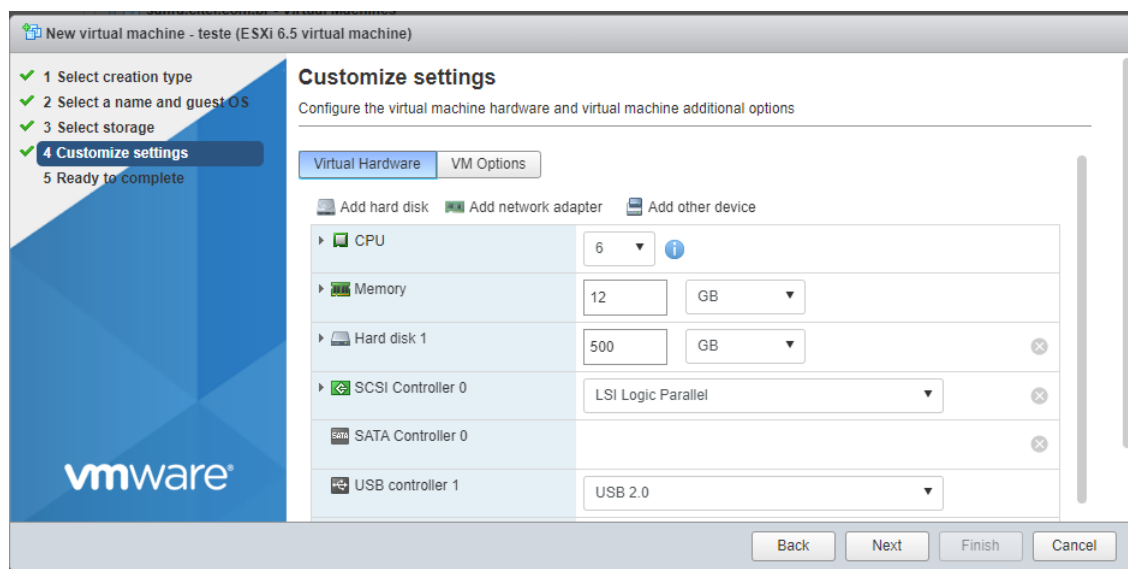 New virtual machine - teste (ESXi 6.5 virtual machine)
1 Select creation type
2 Select a name and guest OS
3 Select storage
4 Customize settings
5 Ready to complete
vmware®
Customize settings
Configure the virtual machine hardware and virtual machine additional options
Virtual Hardware VM Options
Add hard disk Add network adapter Add other device
CPU 6
Memory 12 GB
Hard disk 1 500 GB
SCSI Controller 0 LSI Logic Parallel
SATA SATA Controller 0
USB controller 1 USB 2.0
Back Next Finish Cancel